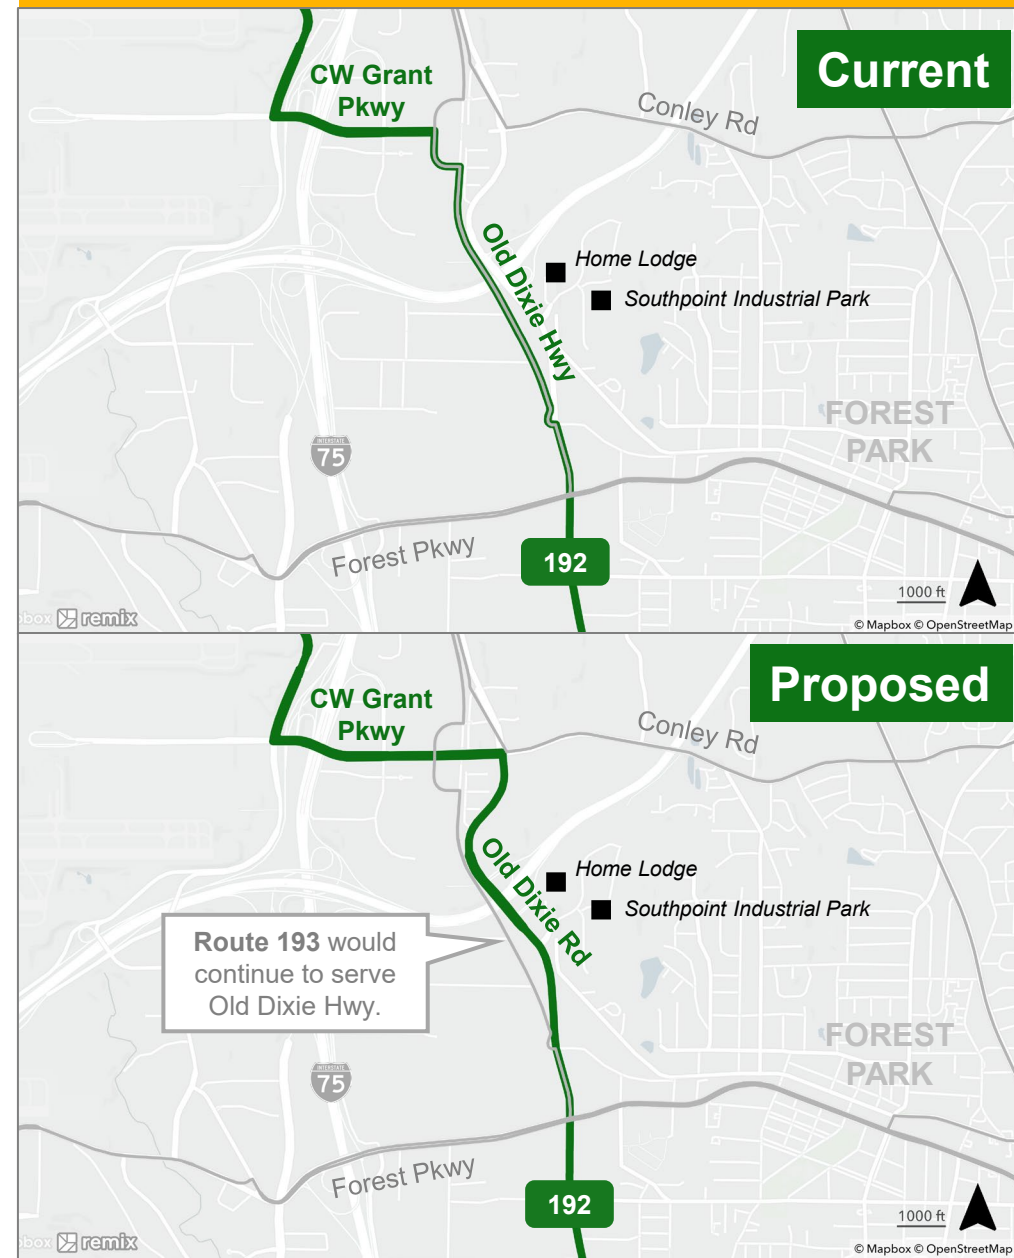 Current
CW Grant
Pkwy
Conley Rd
Old Dixie Hwy
Home Lodge
Southpoint Industrial Park
FOREST
PARK
INTERSTATE
75
Forest Pkwy
192
1000 ft
remix
© Mapbox © OpenStreetMap
Proposed
CW Grant
Pkwy
Conley Rd
Old Dixie Rd
Home Lodge
Southpoint Industrial Park
Route 193 would
continue to serve
Old Dixie Hwy.
FOREST
PARK
INTERSTATE
75
Forest Pkwy
192
1000 ft
remix
© Mapbox © OpenStreetMap